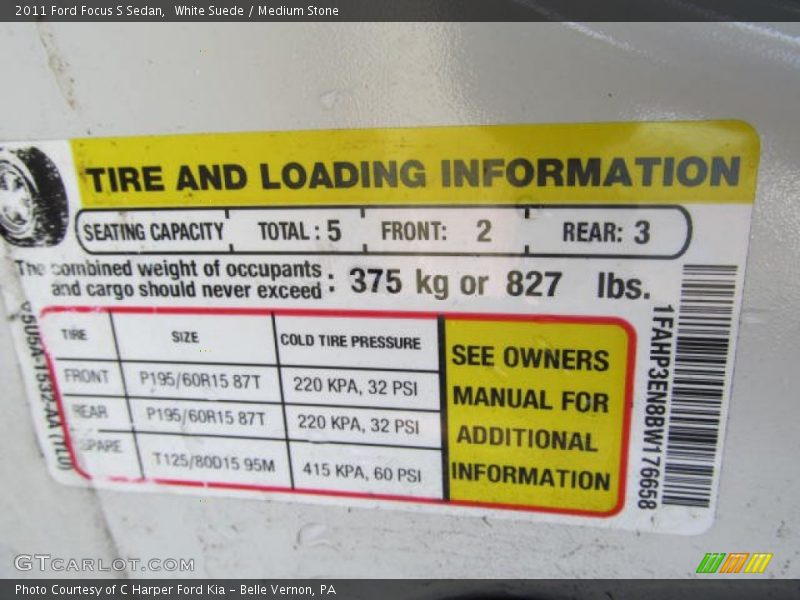 2011 Ford Focus S Sedan,  White Suede / Medium Stone
TIRE AND LOADING INFORMATION
SEATING CAPACITY TOTAL : 5 FRONT: 2 REAR: 3
The combined weight of occupants
and cargo should never exceed : 375 kg or 827 lbs.
TIRE SIZE COLD TIRE PRESSURE
FRONT P195/60R15 87T 220 KPA, 32 PSI
REAR P195/60R15 87T 220 KPA, 32 PSI
SPARE T125/80D15 95M 415 KPA, 60 PSI
SEE OWNERS
MANUAL FOR
ADDITIONAL
INFORMATION
1FAHP3EN8BW176658
GTCARLOT.COM
Photo Courtesy of C Harper Ford Kia – Belle Vernon, PA